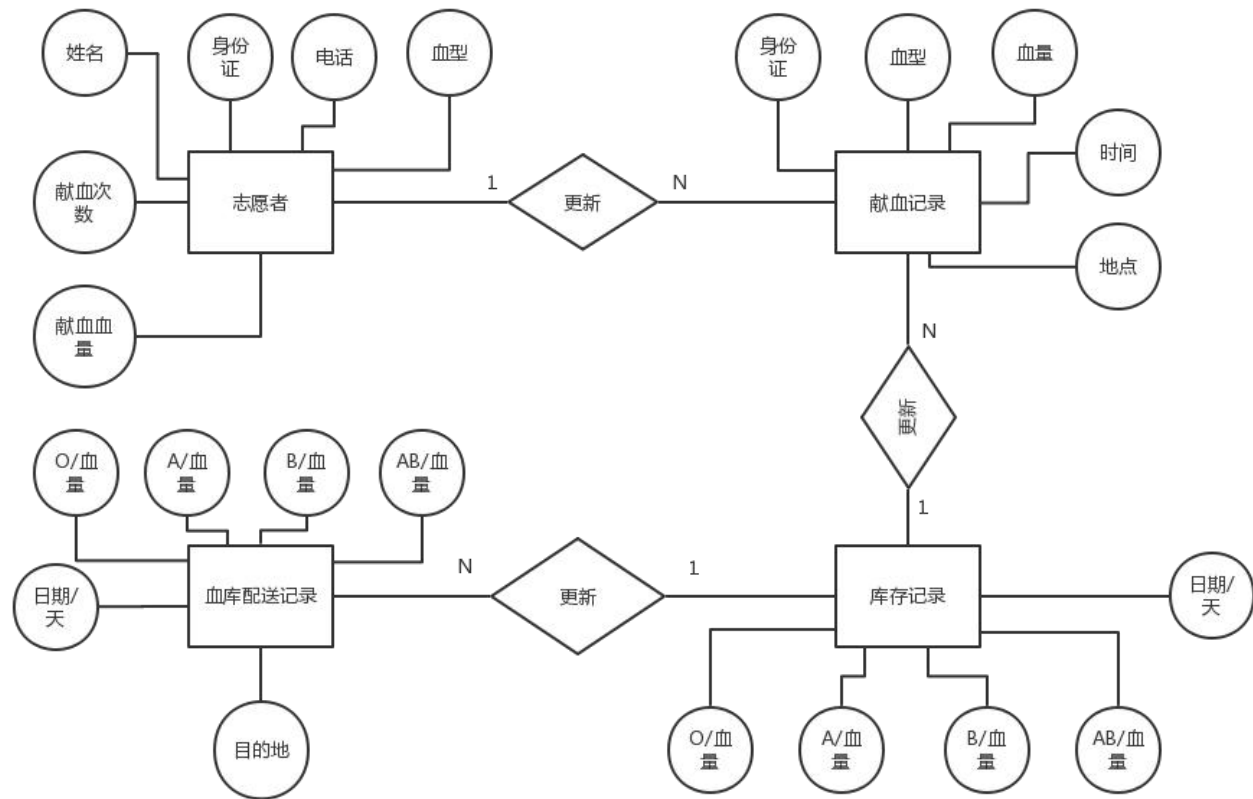 姓名
身份
证
电话
血型
身份
证
血型
血量
时间
献血次
数
志愿者
1
更新
N
献血记录
地点
献血血
量
N
更新
1
O/血
量
A/血
量
B/血
量
AB/血
量
日期/
天
血库配送记录
N
更新
1
库存记录
日期/
天
目的地
O/血
量
A/血
量
B/血
量
AB/血
量